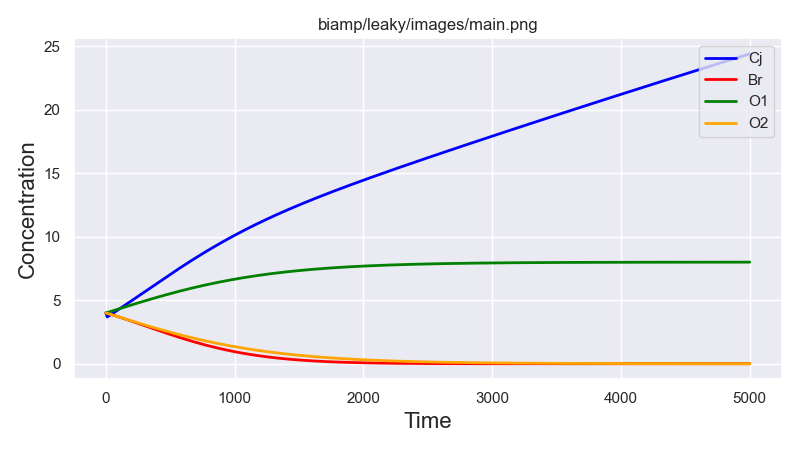 biamp/leaky/images/main.png
25
20
15
10
5
0
Concentration
Cj
Br
O1
O2
0 1000 2000 3000 4000 5000
Time